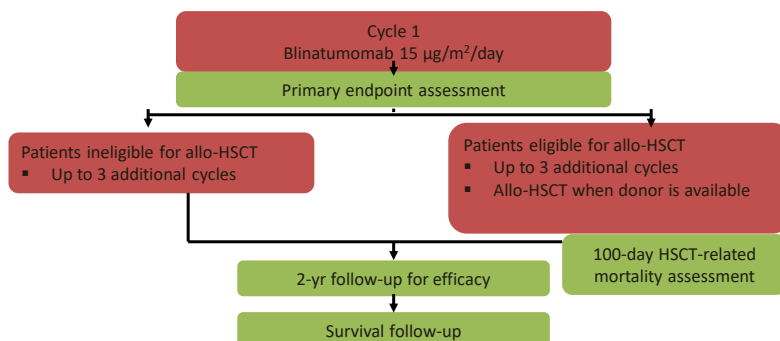 Cycle 1
Blinatumomab 15 µg/m²/day
Primary endpoint assessment
Patients ineligible for allo-HSCT
▪ Up to 3 additional cycles
Patients eligible for allo-HSCT
▪ Up to 3 additional cycles
▪ Allo-HSCT when donor is available
100-day HSCT-related
mortality assessment
2-yr follow-up for efficacy
Survival follow-up